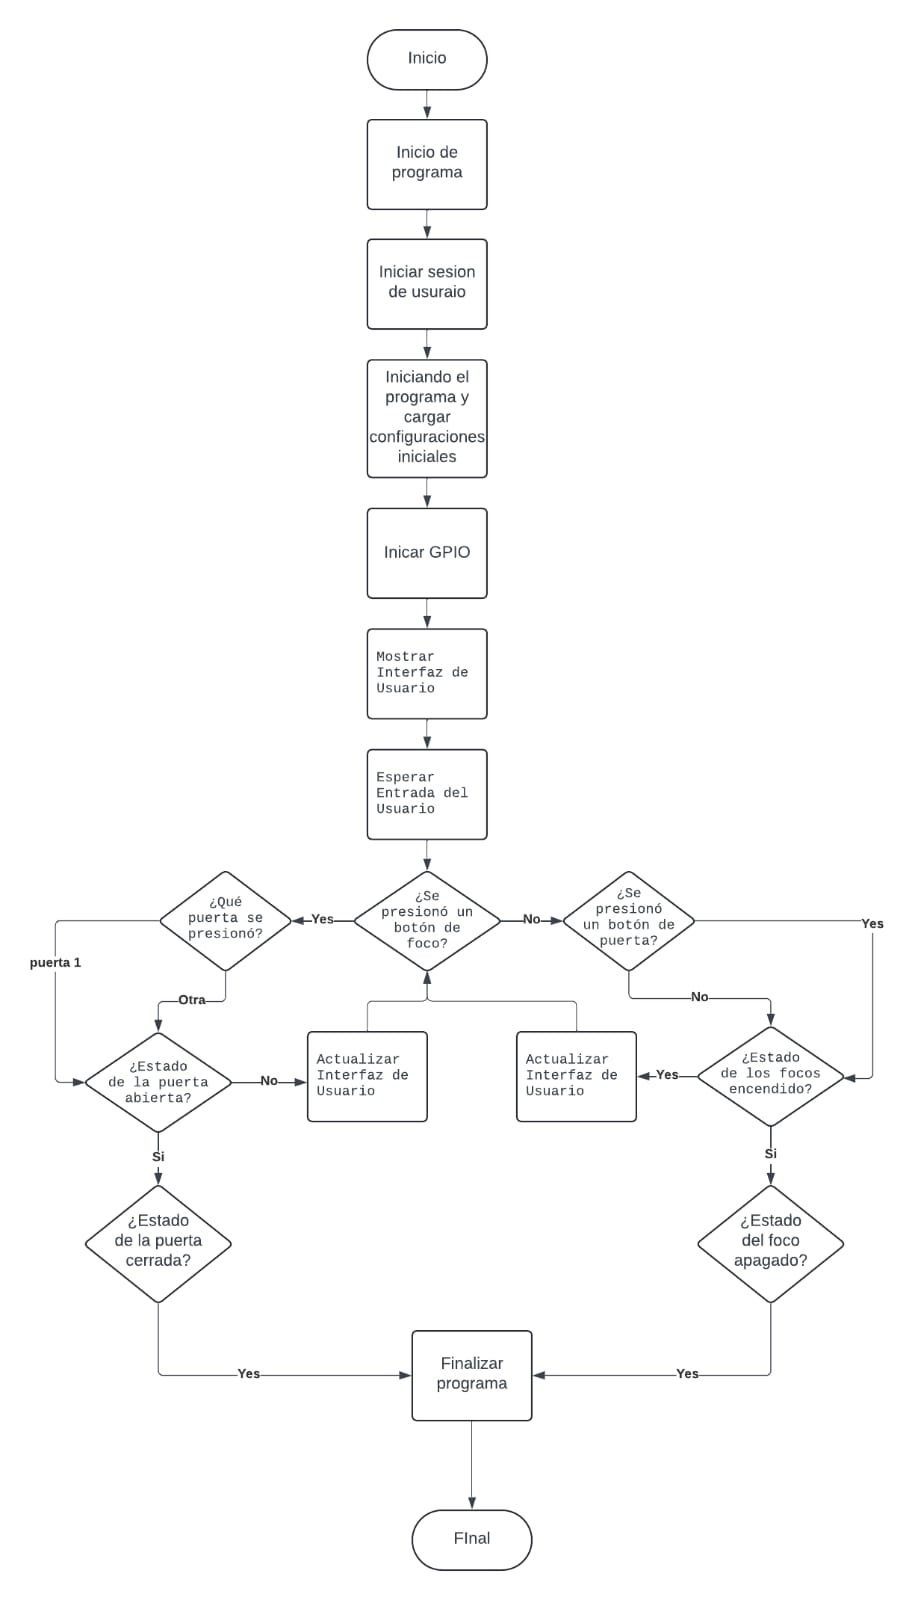 Inicio
Inicio de
programa
Iniciar sesion
de usuraio
Iniciando el
programa y
cargar
configuraciones
iniciales
Inicar GPIO
Mostrar
Interfaz de
Usuario
Esperar
Entrada del
Usuario
¿Qué
puerta se
presionó?
Yes
¿Se
presionó un
botón de
foco?
No
¿Se
presionó
un botón de
puerta?
Yes
puerta 1
Otra
No
¿Estado
de la puerta
abierta?
No
Actualizar
Interfaz de
Usuario
Actualizar
Interfaz de
Usuario
Yes
¿Estado
de los focos
encendido?
Si
Si
¿Estado
de la puerta
cerrada?
¿Estado
del foco
apagado?
Yes
Finalizar
programa
Yes
FInal